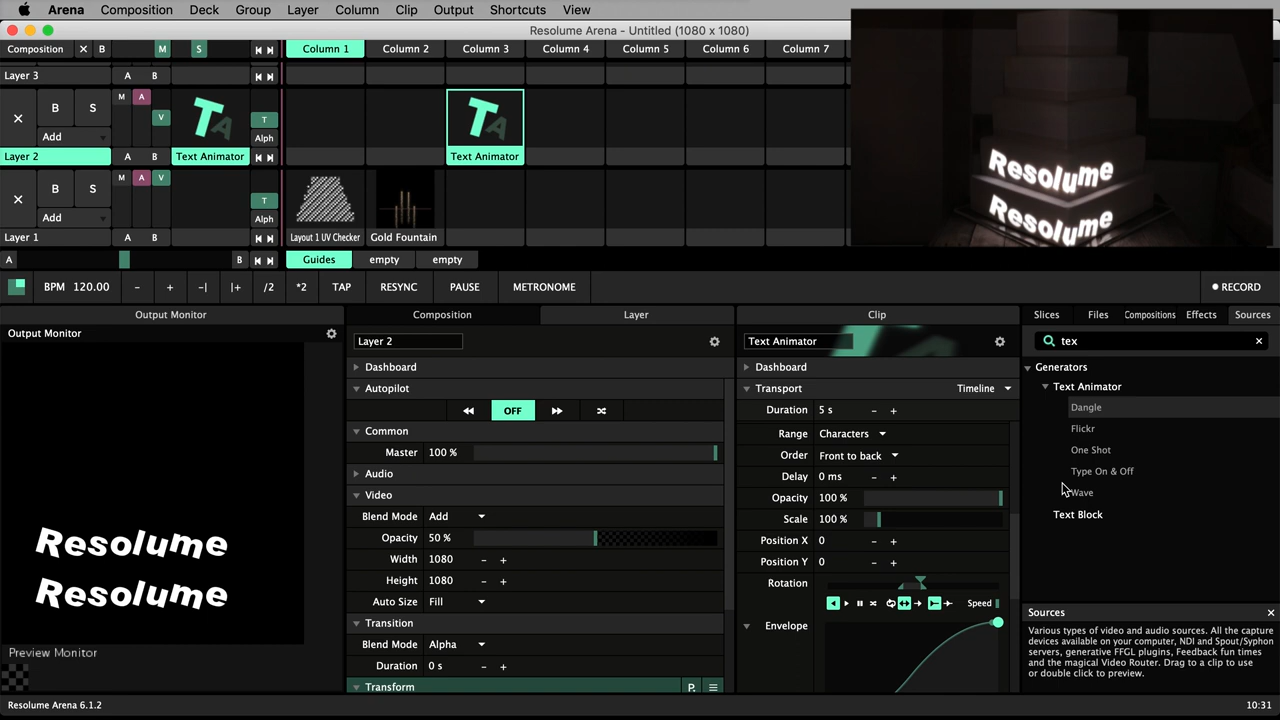 Arena Composition Deck Group Layer Column Clip Output Shortcuts View
Resolume Arena - Untitled (1080 x 1080)
Composition B M S Column 1 Column 2 Column 3 Column 4 Column 5 Column 6 Column 7
Layer 3 A B
B S M A V T
Add Alph
Layer 2 A B Text Animator Text Animator
B S M A V T
Add Alph
Layer 1 A B Layout 1 UV Checker Gold Fountain
A B Guides empty empty
Resolume
Resolume
BPM 120.00 - + -| |+ /2 *2 TAP RESYNC PAUSE METRONOME RECORD
Output Monitor Composition Layer Clip Slices Files Compositions Effects Sources
Output Monitor
Resolume
Resolume
Preview Monitor
Layer 2
Dashboard
Autopilot
OFF
Common
Master 100 %
Audio
Video
Blend Mode Add
Opacity 50 %
Width 1080 - +
Height 1080 - +
Auto Size Fill
Transition
Blend Mode Alpha
Duration 0 s - +
Transform P.
Text Animator
Dashboard
Transport Timeline
Duration 5 s - +
Range Characters
Order Front to back
Delay 0 ms - +
Opacity 100 %
Scale 100 %
Position X 0 - +
Position Y 0 - +
Rotation
Speed
Envelope
tex
Generators
Text Animator
Dangle
Flickr
One Shot
Type On & Off
Wave
Text Block
Sources
Various types of video and audio sources. All the capture
devices available on your computer, NDI and Spout/Syphon
servers, generative FFGL plugins, Feedback fun times
and the magical Video Router. Drag to a clip to use
or double click to preview.
Resolume Arena 6.1.2 10:31